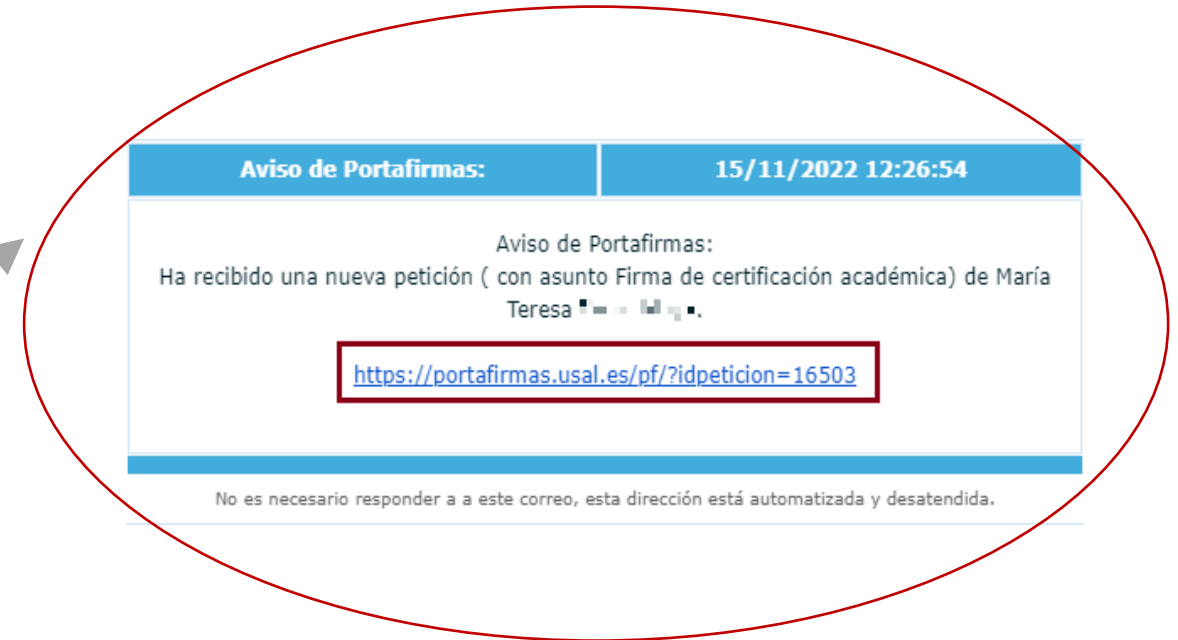 Aviso de Portafirmas: 15/11/2022 12:26:54
Aviso de Portafirmas:
Ha recibido una nueva petición ( con asunto Firma de certificación académica) de María
Teresa
https://portafirmas.usal.es/pf/?idpeticion=16503
No es necesario responder a a este correo, esta dirección está automatizada y desatendida.